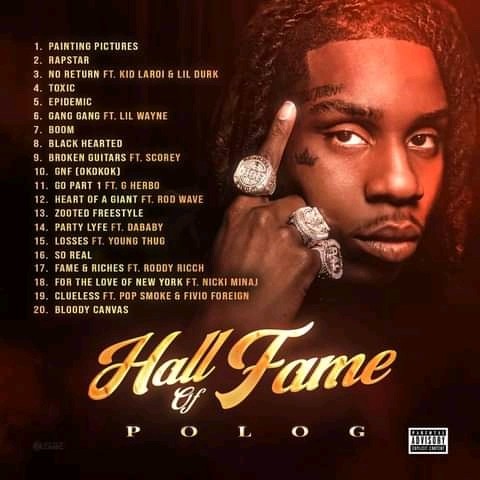 1. PAINTING PICTURES
2. RAPSTAR
3. NO RETURN FT. KID LAROI & LIL DURK
4. TOXIC
5. EPIDEMIC
6. GANG GANG FT. LIL WAYNE
7. BOOM
8. BLACK HEARTED
9. BROKEN GUITARS FT. SCOREY
10. GNF (OKOKOK)
11. GO PART 1 FT. G HERBO
12. HEART OF A GIANT FT. ROD WAVE
13. ZOOTED FREESTYLE
14. PARTY LYFE FT. DABABY
15. LOSSES FT. YOUNG THUG
16. SO REAL
17. FAME & RICHES FT. RODDY RICCH
18. FOR THE LOVE OF NEW YORK FT. NICKI MINAJ
19. CLUELESS FT. POP SMOKE & FIVIO FOREIGN
20. BLOODY CANVAS
Hall
Of Fame
POLO G
PARENTAL
ADVISORY
EXPLICIT CONTENT